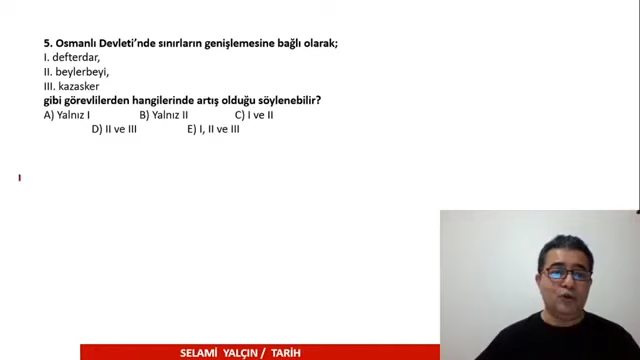 5. Osmanlı Devleti’nde sınırların genişlemesine bağlı olarak;
I. defterdar,
II. beylerbeyi,
III. kazasker
gibi görevlilerden hangilerinde artış olduğu söylenebilir?
A) Yalnız I B) Yalnız II C) I ve II
D) II ve III E) I, II ve III
SELAMİ YALÇIN / TARİH